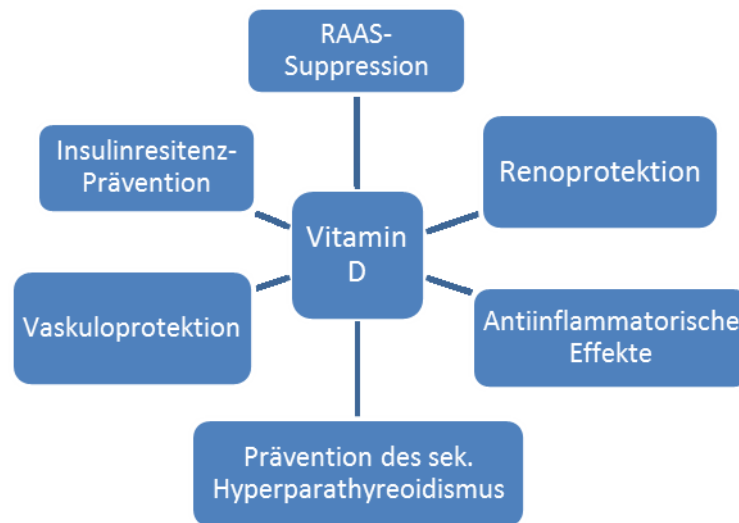 RAAS-
Suppression
Insulinresitenz-
Prävention
Renoprotektion
Vitamin
D
Vaskuloprotektion
Antiinflammatorische
Effekte
Prävention des sek.
Hyperparathyreoidismus